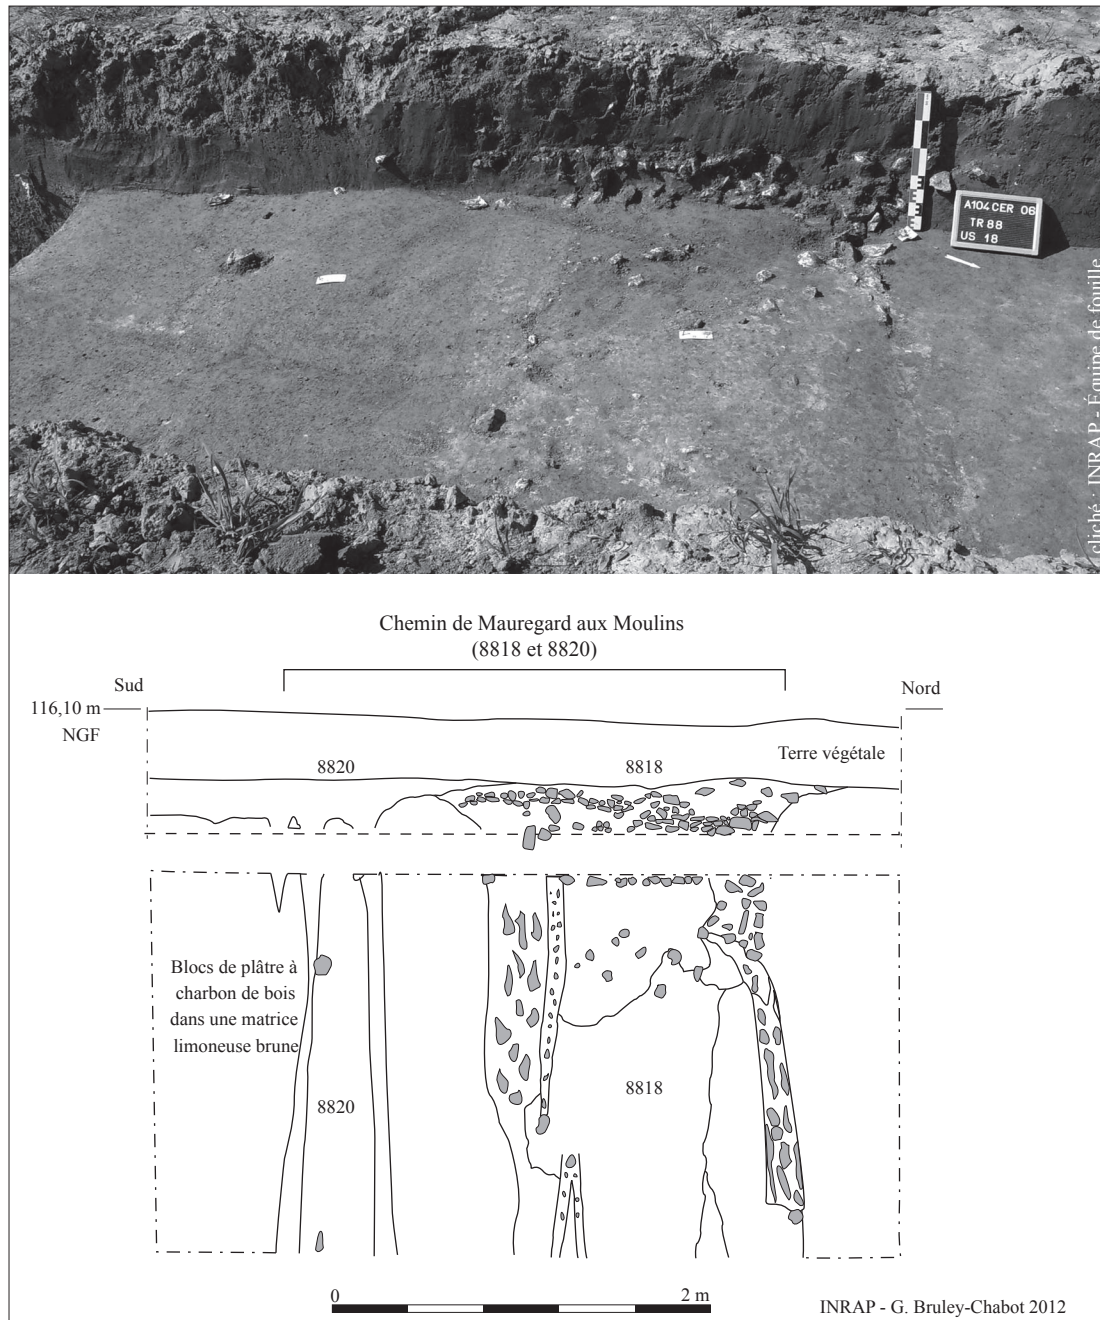 A104 CER 06
TR 88
US 18
cliché : INRAP - Équipe de fouille
Chemin de Mauregard aux Moulins
(8818 et 8820)
Sud
Nord
116,10 m
NGF
Terre végétale
8820
8818
Blocs de plâtre à
charbon de bois
dans une matrice
limoneuse brune
8820
8818
0
2 m
INRAP - G. Bruley-Chabot 2012